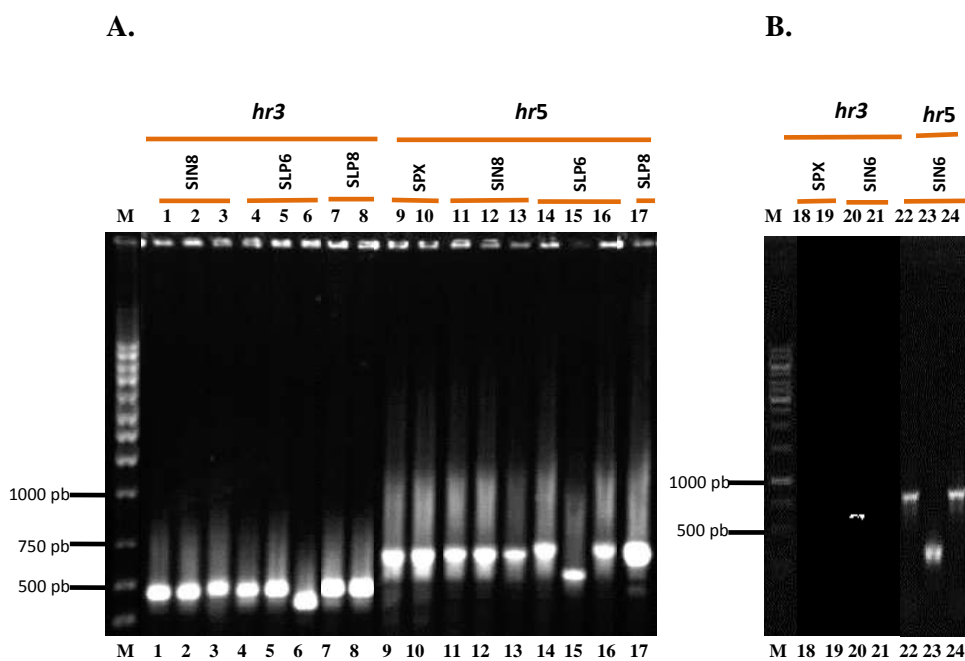 A.
B.
hr3
hr5
hr3
hr5
SIN8
SLP6
SLP8
SPX
SIN8
SLP6
SLP8
SPX
SIN6
SIN6
M 1 2 3 4 5 6 7 8 9 10 11 12 13 14 15 16 17
M 18 19 20 21 22 23 24
1000 pb
750 pb
500 pb
1000 pb
500 pb
M 1 2 3 4 5 6 7 8 9 10 11 12 13 14 15 16 17
M 18 19 20 21 22 23 24